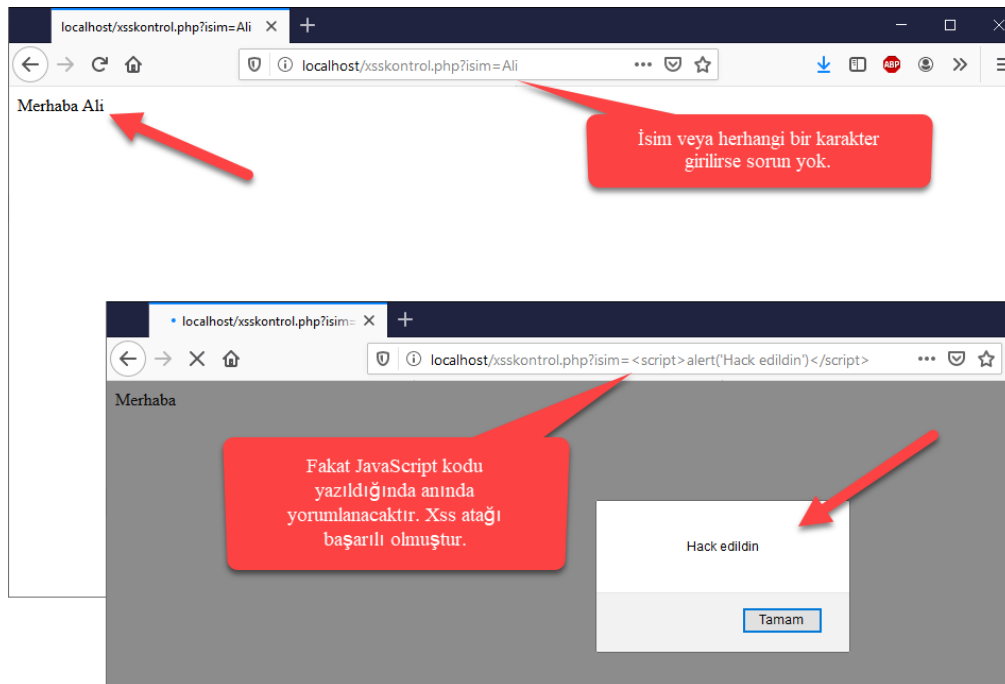 localhost/xsskontrol.php?isim=Ali
localhost/xsskontrol.php?isim=Ali
ABP
Merhaba Ali
İsim veya herhangi bir karakter
girilirse sorun yok.
localhost/xsskontrol.php?isim=
localhost/xsskontrol.php?isim=<script>alert('Hack edildin')</script>
Merhaba
Fakat JavaScript kodu
yazıldığında anında
yorumlanacaktır. Xss atağı
başarılı olmuştur.
Hack edildin
Tamam